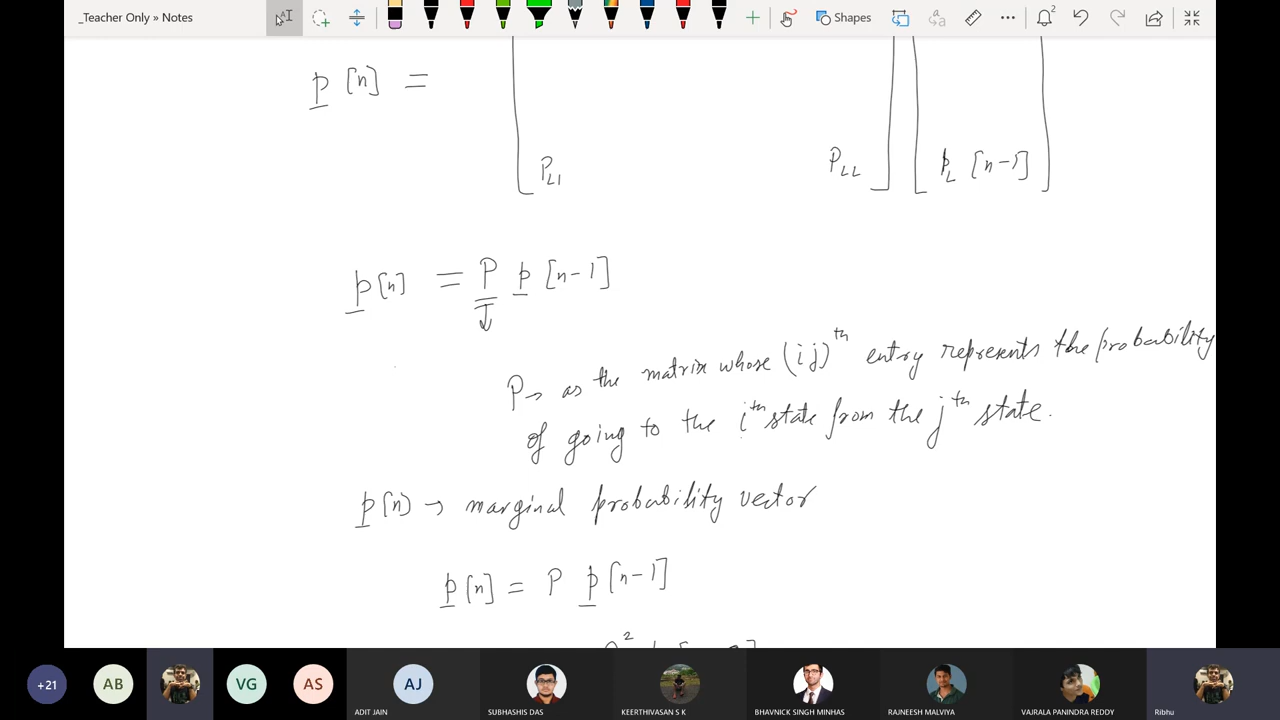 _Teacher Only » Notes
Shapes
2
p [n] =
P_L1
P_LL
p_L [n-1]
p[n] = P p [n-1]
P → as the matrix whose (ij)^th entry represents the probability
of going to the i^th state from the j^th state.
p[n] → marginal probability vector
p[n] = P p[n-1]
+21
AB
VG
AS
AJ
ADIT JAIN
SUBHASHIS DAS
KEERTHIVASAN S K
BHAVNICK SINGH MINHAS
RAJNEESH MALVIYA
VAJRALA PANINDRA REDDY
Ribhu